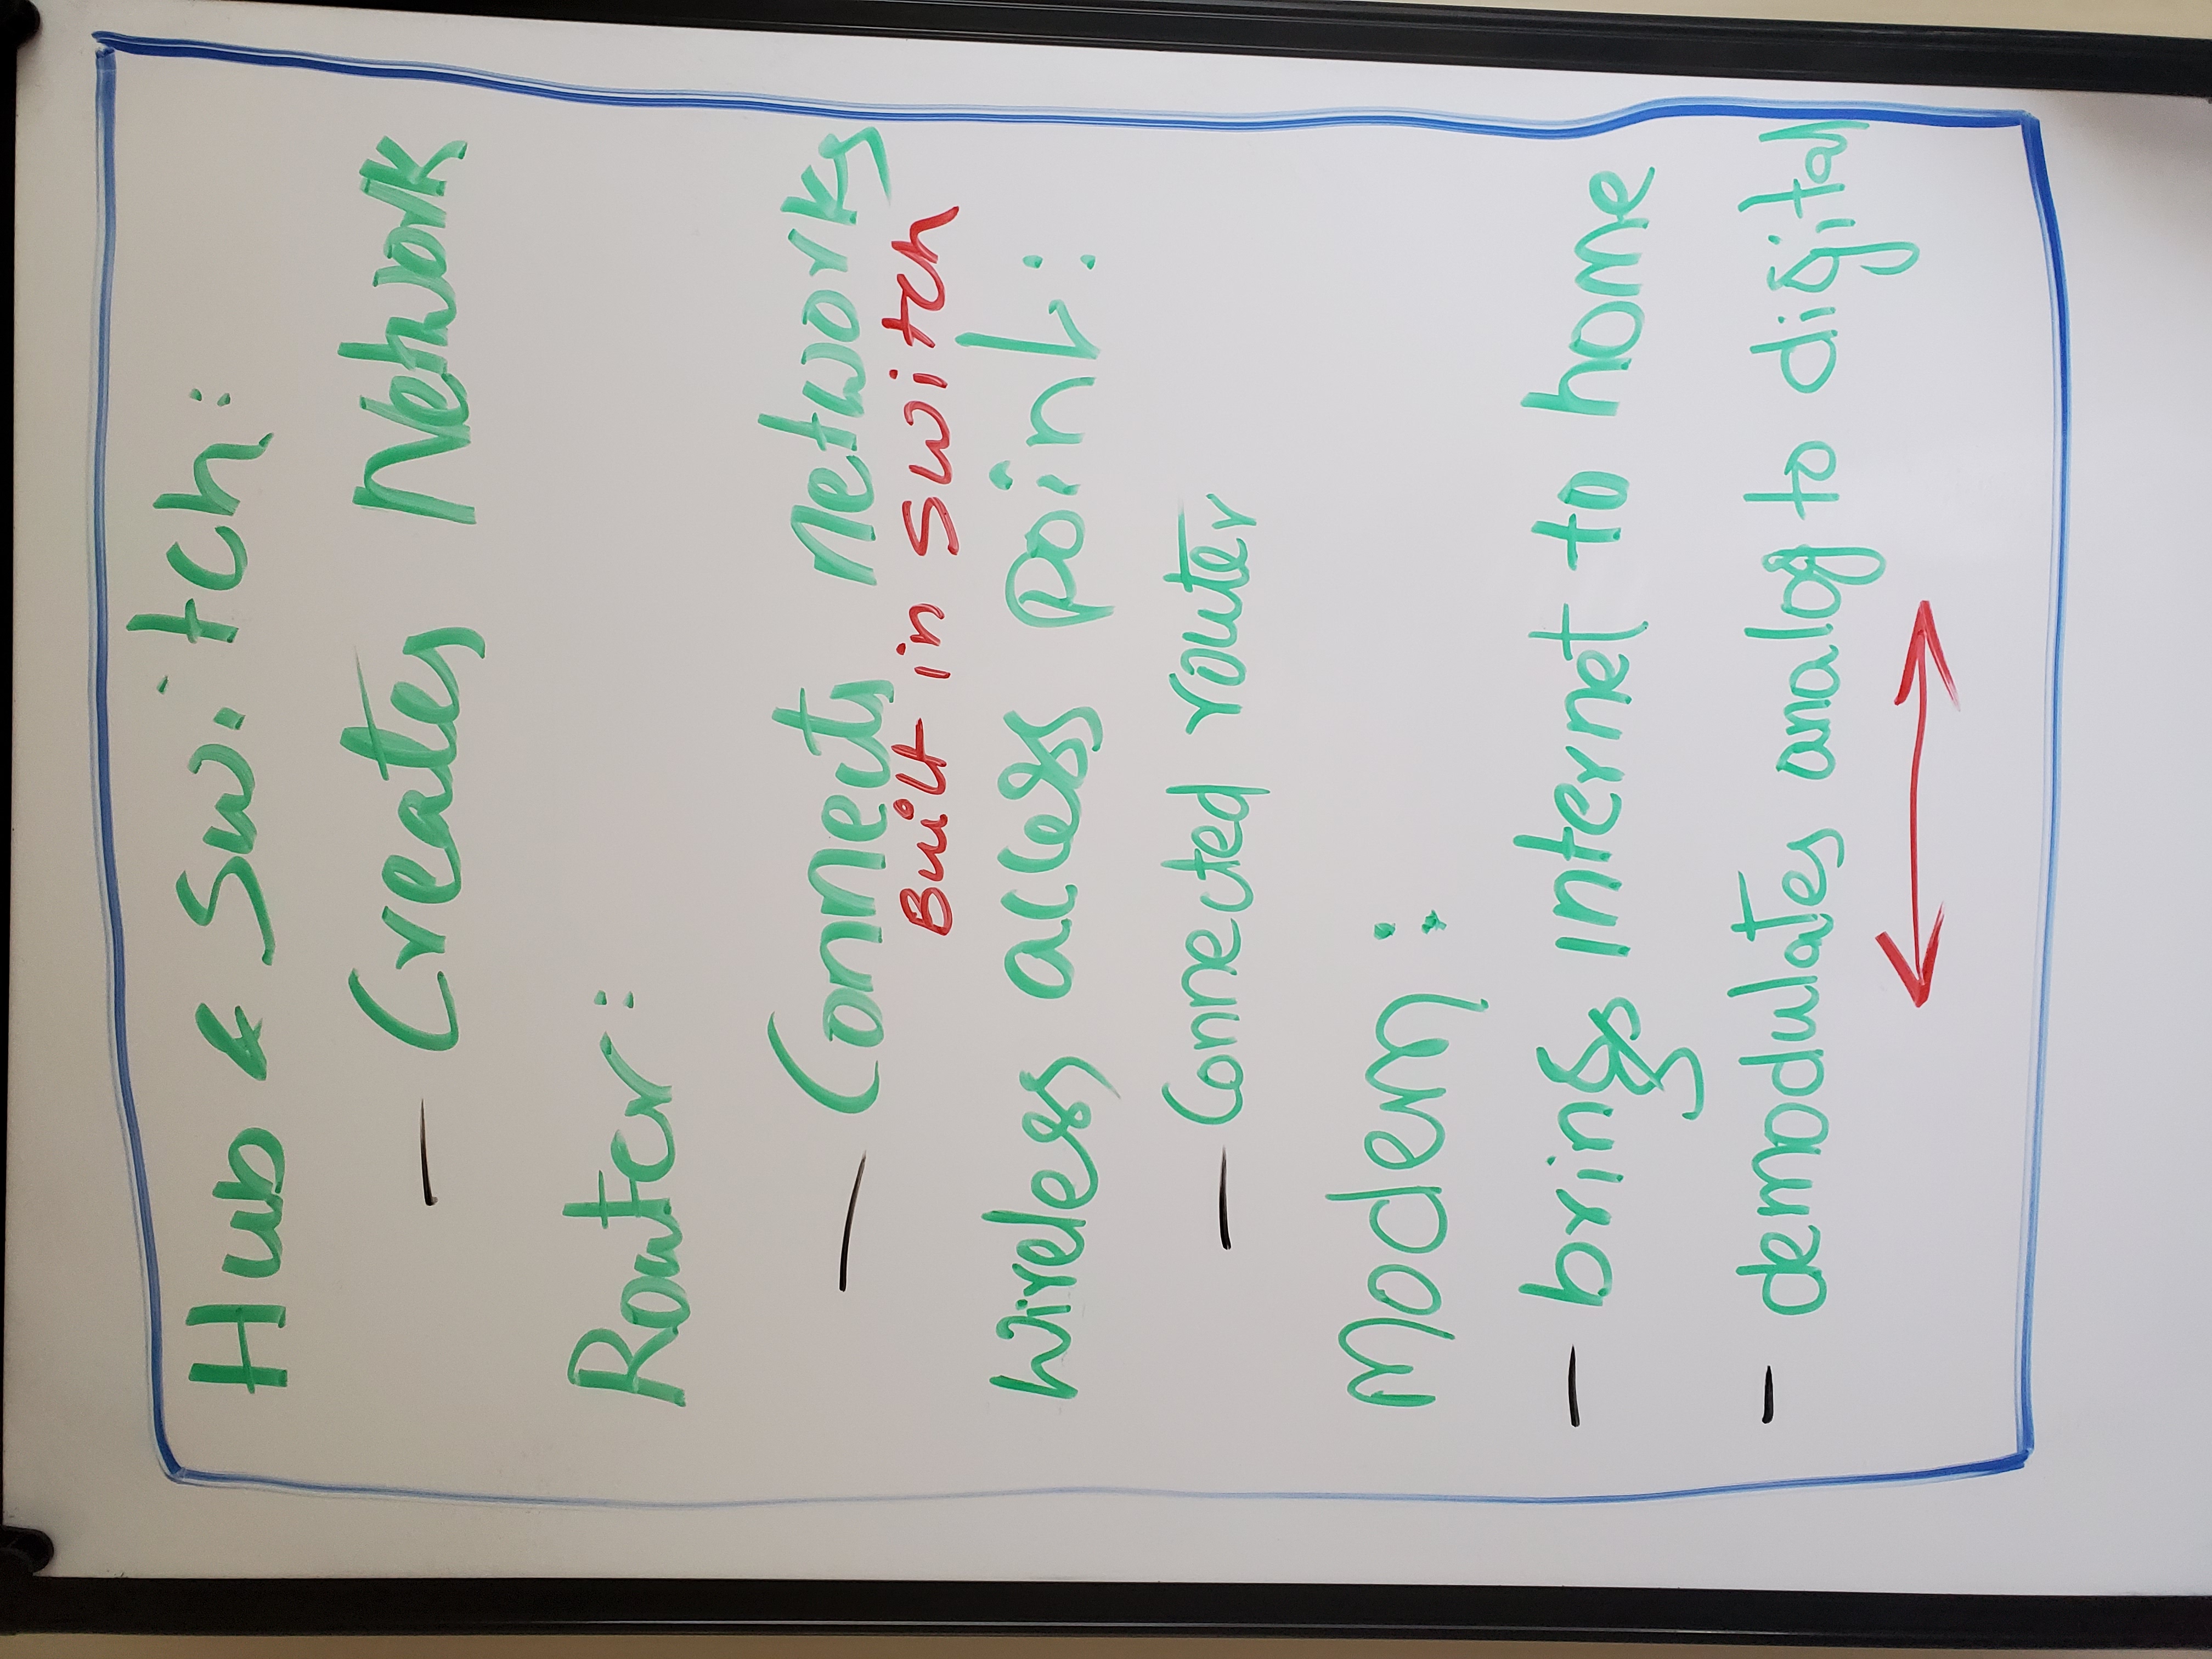 Hub & Switch:
- Creates Network
Router:
- Connects networks
Built in switch
Wireless access point:
- Connected router
Modem:
- brings internet to home
- demodulates analog to digital